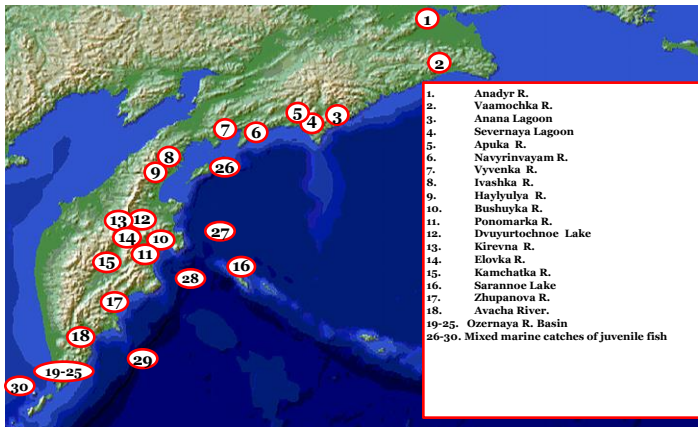 1
2
5
4
3
7
6
8
9
26
13
12
14
10
11
15
27
16
28
17
18
29
19-25
30
1. Anadyr R.
2. Vaamochka R.
3. Anana Lagoon
4. Severnaya Lagoon
5. Apuka R.
6. Navyrinvayam R.
7. Vyvenka R.
8. Ivashka R.
9. Haylyulya R.
10. Bushuyka R.
11. Ponomarka R.
12. Dvuyurtochnoe Lake
13. Kirevna R.
14. Elovka R.
15. Kamchatka R.
16. Sarannoe Lake
17. Zhupanova R.
18. Avacha River.
19-25. Ozernaya R. Basin
26-30. Mixed marine catches of juvenile fish